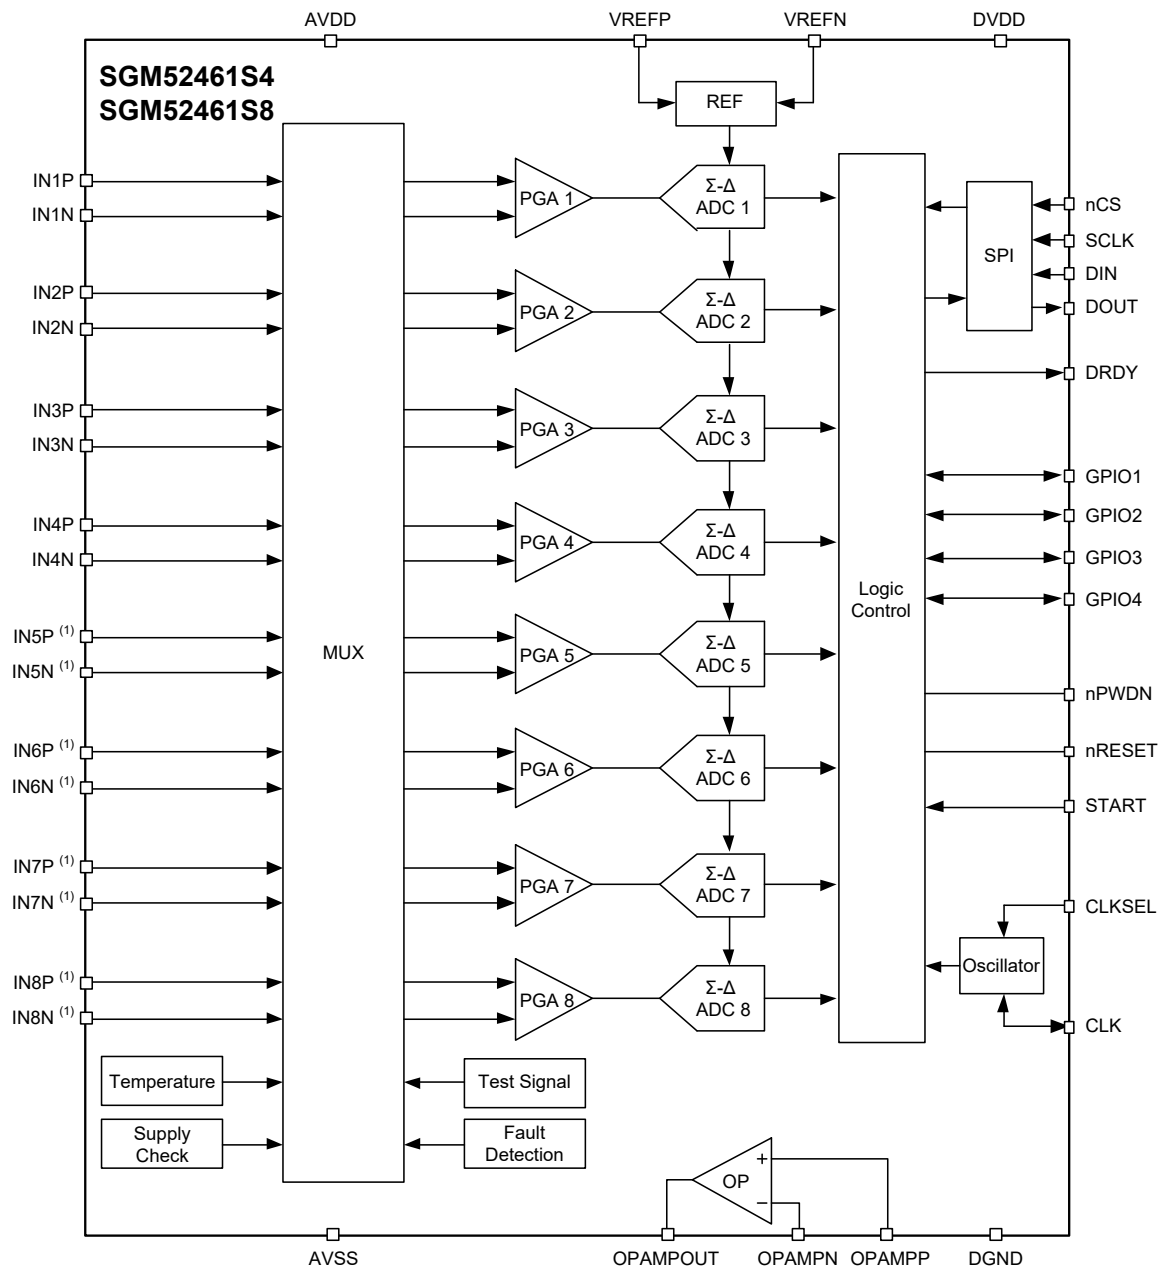 AVDD
VREFP
VREFN
DVDD
SGM52461S4
SGM52461S8
REF
IN1P
IN1N
PGA 1
Σ-Δ
ADC 1
nCS
SCLK
SPI
DIN
DOUT
IN2P
IN2N
PGA 2
Σ-Δ
ADC 2
DRDY
IN3P
IN3N
PGA 3
Σ-Δ
ADC 3
GPIO1
GPIO2
IN4P
IN4N
PGA 4
Σ-Δ
ADC 4
GPIO3
GPIO4
Logic
Control
IN5P (1)
IN5N (1)
MUX
PGA 5
Σ-Δ
ADC 5
nPWDN
IN6P (1)
IN6N (1)
PGA 6
Σ-Δ
ADC 6
nRESET
START
IN7P (1)
IN7N (1)
PGA 7
Σ-Δ
ADC 7
CLKSEL
Oscillator
IN8P (1)
IN8N (1)
PGA 8
Σ-Δ
ADC 8
CLK
Temperature
Test Signal
Supply
Check
Fault
Detection
+
OP
−
AVSS
OPAMPOUT
OPAMPN
OPAMPP
DGND